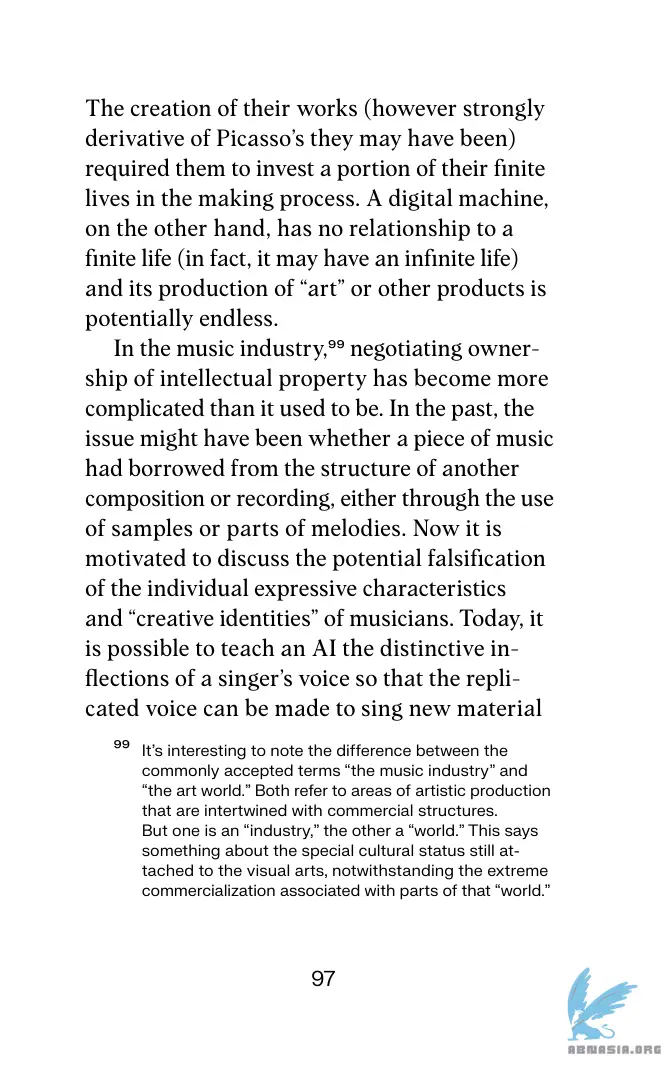 The creation of their works (however strongly
derivative of Picasso’s they may have been)
required them to invest a portion of their finite
lives in the making process. A digital machine,
on the other hand, has no relationship to a
finite life (in fact, it may have an infinite life)
and its production of “art” or other products is
potentially endless.
In the music industry,⁹⁹ negotiating owner-
ship of intellectual property has become more
complicated than it used to be. In the past, the
issue might have been whether a piece of music
had borrowed from the structure of another
composition or recording, either through the use
of samples or parts of melodies. Now it is
motivated to discuss the potential falsification
of the individual expressive characteristics
and “creative identities” of musicians. Today, it
is possible to teach an AI the distinctive in-
flections of a singer’s voice so that the repli-
cated voice can be made to sing new material
⁹⁹ It’s interesting to note the difference between the
commonly accepted terms “the music industry” and
“the art world.” Both refer to areas of artistic production
that are intertwined with commercial structures.
But one is an “industry,” the other a “world.” This says
something about the special cultural status still at-
tached to the visual arts, notwithstanding the extreme
commercialization associated with parts of that “world.”
97
ABNASIA.ORG